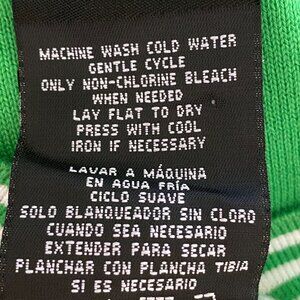 MACHINE WASH COLD WATER
GENTLE CYCLE
ONLY NON-CHLORINE BLEACH
WHEN NEEDED
LAY FLAT TO DRY
PRESS WITH COOL
IRON IF NECESSARY
LAVAR A MÁQUINA
EN AGUA FRÍA
CICLO SUAVE
SOLO BLANQUEADOR SIN CLORO
CUANDO SEA NECESARIO
EXTENDER PARA SECAR
PLANCHAR CON PLANCHA TIBIA
SI ES NECESARIO